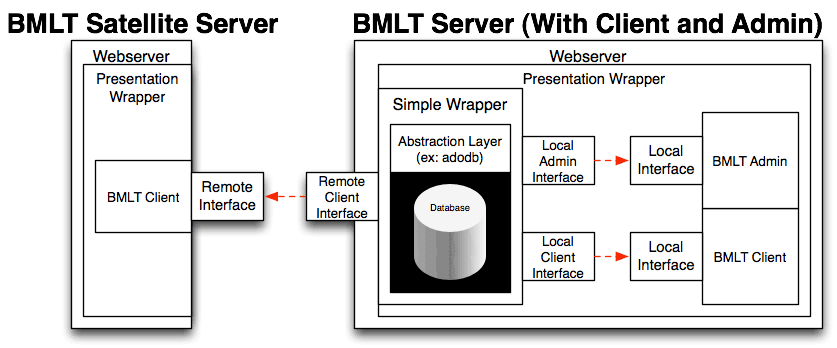 BMLT Satellite Server
BMLT Server (With Client and Admin)
Webserver
Presentation
Wrapper
BMLT Client
Remote
Interface
Remote
Client
Interface
Webserver
Presentation Wrapper
Simple Wrapper
Abstraction Layer
(ex: adodb)
Database
Local
Admin
Interface
Local
Interface
BMLT Admin
Local
Client
Interface
Local
Interface
BMLT Client